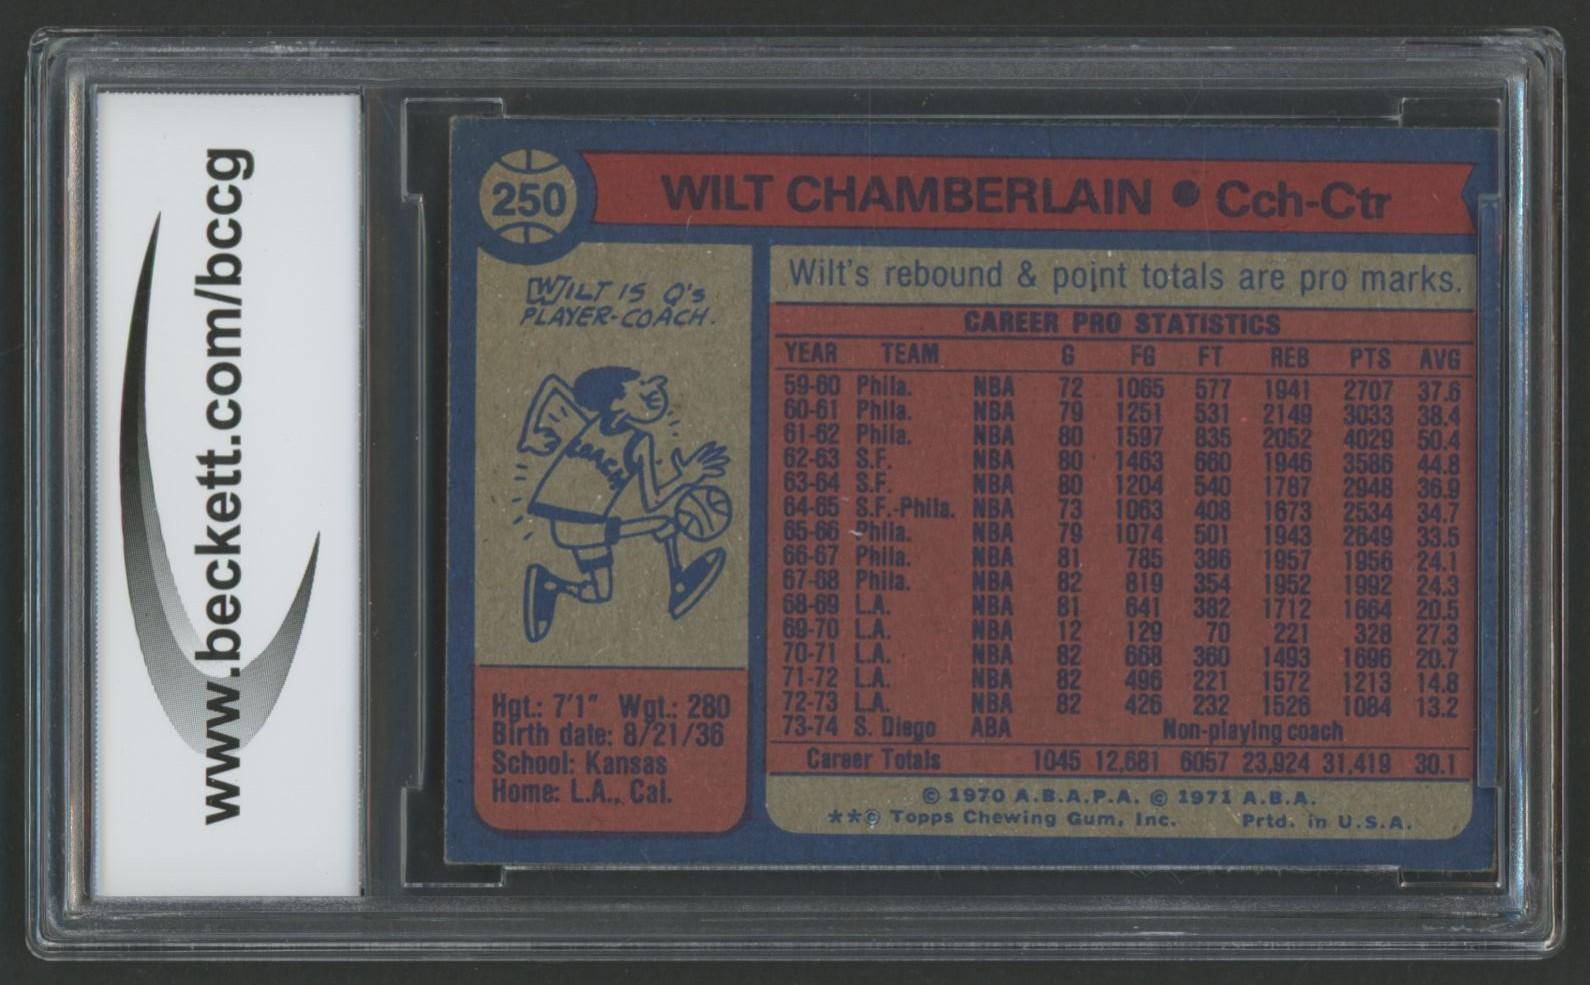 www.beckett.com/bccg
250
WILT CHAMBERLAIN • Cch-Ctr
WILT IS Q's
PLAYER-COACH.
COACH
Hgt.: 7'1" Wgt.: 280
Birth date: 8/21/36
School: Kansas
Home: L.A., Cal.
Wilt's rebound & point totals are pro marks.
CAREER PRO STATISTICS
YEAR TEAM G FG FT REB PTS AVG
59-60 Phila. NBA 72 1065 577 1941 2707 37.6
60-61 Phila. NBA 79 1251 531 2149 3033 38.4
61-62 Phila. NBA 80 1597 835 2052 4029 50.4
62-63 S.F. NBA 80 1463 660 1946 3586 44.8
63-64 S.F. NBA 80 1204 540 1787 2948 36.9
64-65 S.F.-Phila. NBA 73 1063 408 1673 2534 34.7
65-66 Phila. NBA 79 1074 501 1943 2649 33.5
66-67 Phila. NBA 81 785 386 1957 1956 24.1
67-68 Phila. NBA 82 819 354 1952 1992 24.3
68-69 L.A. NBA 81 641 382 1712 1664 20.5
69-70 L.A. NBA 12 129 70 221 328 27.3
70-71 L.A. NBA 82 668 360 1493 1696 20.7
71-72 L.A. NBA 82 496 221 1572 1213 14.8
72-73 L.A. NBA 82 426 232 1526 1084 13.2
73-74 S. Diego ABA Non-playing coach
Career Totals 1045 12,681 6057 23,924 31,419 30.1
© 1970 A.B.A.P.A. © 1971 A.B.A.
**© Topps Chewing Gum, Inc. Prtd. in U.S.A.